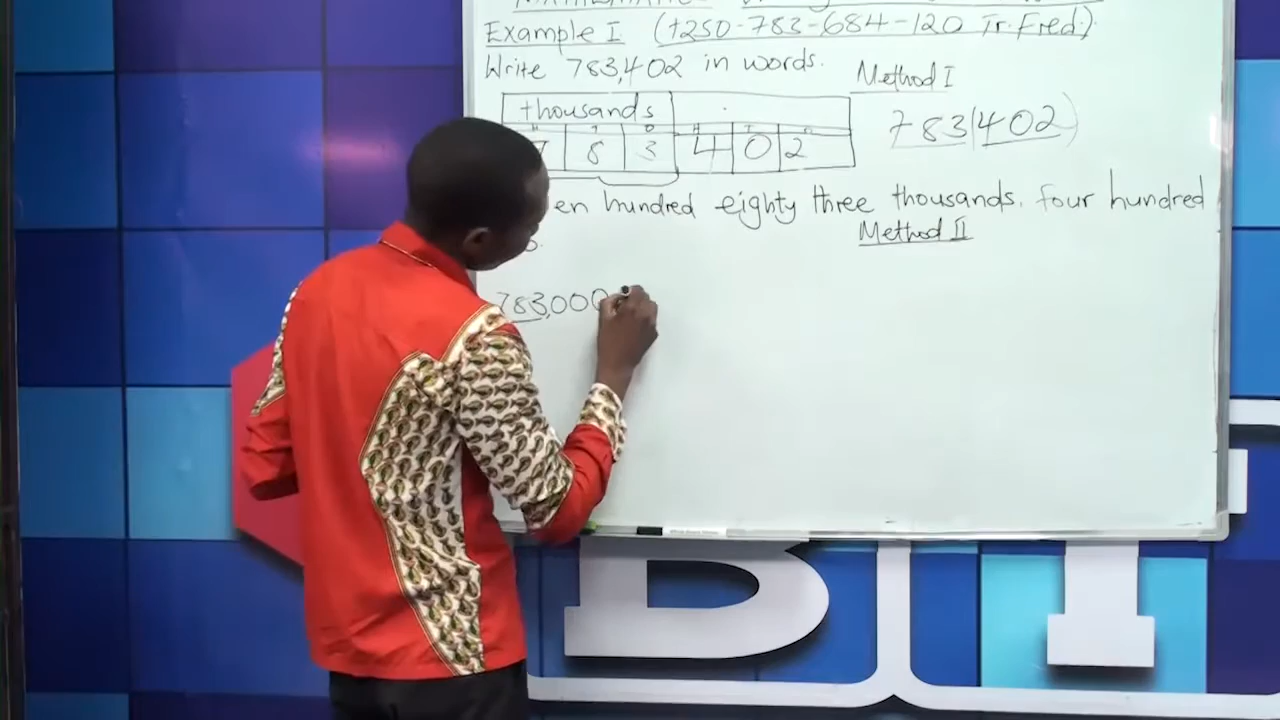 Example I (+250-783-684-120 Tr. Fred.)
Write 783,402 in words.
Method I
thousands
H T O H T O
7 8 3 4 0 2
783(402)
en hundred eighty three thousands, four hundred
Method II
783,000
B